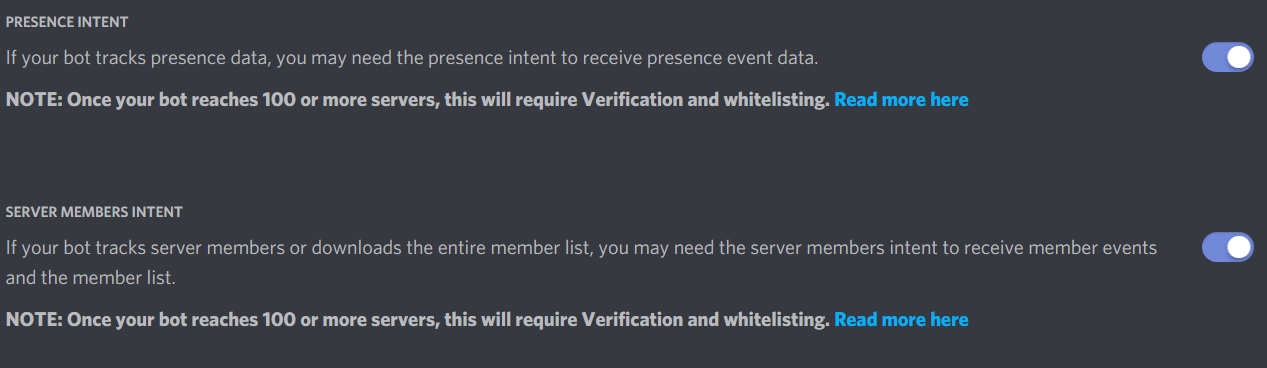 PRESENCE INTENT
If your bot tracks presence data, you may need the presence intent to receive presence event data.
NOTE: Once your bot reaches 100 or more servers, this will require Verification and whitelisting. Read more here
SERVER MEMBERS INTENT
If your bot tracks server members or downloads the entire member list, you may need the server members intent to receive member events
and the member list.
NOTE: Once your bot reaches 100 or more servers, this will require Verification and whitelisting. Read more here